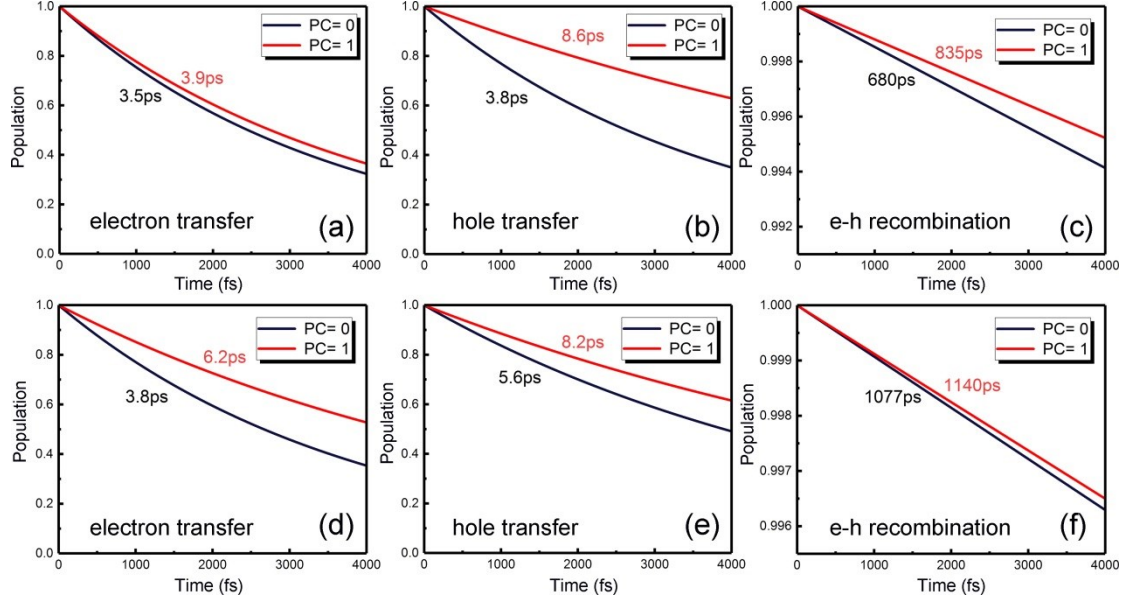 1.0
0.8
0.6
0.4
0.2
0.0
Population
PC= 0
PC= 1
3.9ps
3.5ps
electron transfer
(a)
0
1000
2000
3000
4000
Time (fs)
1.0
0.8
0.6
0.4
0.2
0.0
Population
PC= 0
PC= 1
8.6ps
3.8ps
hole transfer
(b)
0
1000
2000
3000
4000
Time (fs)
1.000
0.998
0.996
0.994
0.992
Population
PC= 0
PC= 1
835ps
680ps
e-h recombination
(c)
0
1000
2000
3000
4000
Time (fs)
1.0
0.8
0.6
0.4
0.2
0.0
Population
PC= 0
PC= 1
6.2ps
3.8ps
electron transfer
(d)
0
1000
2000
3000
4000
Time (fs)
1.0
0.8
0.6
0.4
0.2
0.0
Population
PC= 0
PC= 1
8.2ps
5.6ps
hole transfer
(e)
0
1000
2000
3000
4000
Time (fs)
1.000
0.999
0.998
0.997
0.996
Population
PC= 0
PC= 1
1140ps
1077ps
e-h recombination
(f)
0
1000
2000
3000
4000
Time (fs)